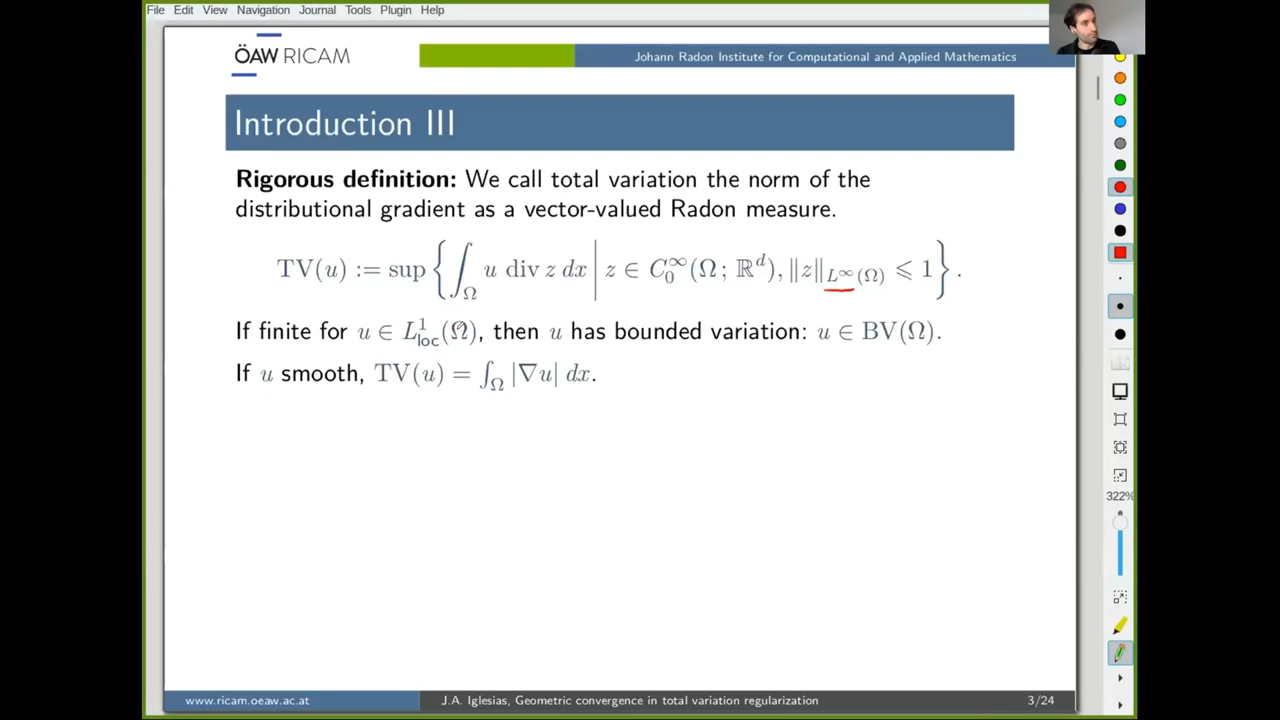 File Edit View Navigation Journal Tools Plugin Help
ÖAW RICAM
Johann Radon Institute for Computational and Applied Mathematics
Introduction III
Rigorous definition: We call total variation the norm of the
distributional gradient as a vector-valued Radon measure.
TV(u) := sup { ∫_Ω u div z dx | z ∈ C_0^∞(Ω ; ℝ^d), ‖z‖_{L^∞(Ω)} ⩽ 1 } .
If finite for u ∈ L^1_loc(Ω), then u has bounded variation: u ∈ BV(Ω).
If u smooth, TV(u) = ∫_Ω |∇u| dx.
322%
www.ricam.oeaw.ac.at J.A. Iglesias, Geometric convergence in total variation regularization 3/24